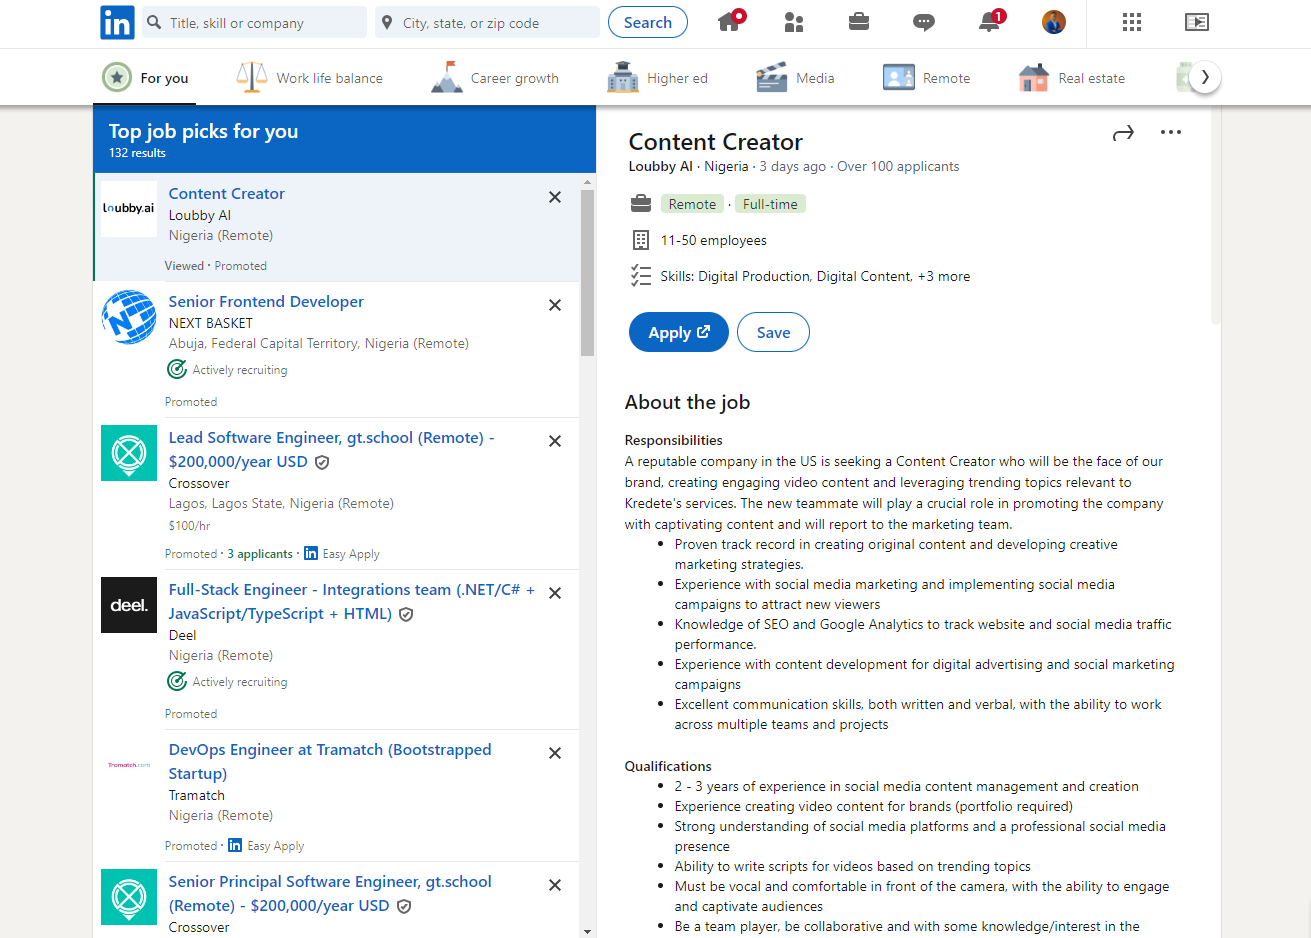 in
Title, skill or company
City, state, or zip code
Search
1
For you
Work life balance
Career growth
Higher ed
Media
Remote
Real estate
Top job picks for you
132 results
loubby.ai
Content Creator
Loubby AI
Nigeria (Remote)
Viewed · Promoted
Senior Frontend Developer
NEXT BASKET
Abuja, Federal Capital Territory, Nigeria (Remote)
Actively recruiting
Promoted
Lead Software Engineer, gt.school (Remote) -
$200,000/year USD
Crossover
Lagos, Lagos State, Nigeria (Remote)
$100/hr
Promoted · 3 applicants · in Easy Apply
deel.
Full-Stack Engineer - Integrations team (.NET/C# +
JavaScript/TypeScript + HTML)
Deel
Nigeria (Remote)
Actively recruiting
Promoted
Tramatch.com
DevOps Engineer at Tramatch (Bootstrapped
Startup)
Tramatch
Nigeria (Remote)
Promoted · in Easy Apply
Senior Principal Software Engineer, gt.school
(Remote) - $200,000/year USD
Crossover
Content Creator
Loubby AI · Nigeria · 3 days ago · Over 100 applicants
Remote · Full-time
11-50 employees
Skills: Digital Production, Digital Content, +3 more
Apply
Save
About the job
Responsibilities
A reputable company in the US is seeking a Content Creator who will be the face of our
brand, creating engaging video content and leveraging trending topics relevant to
Kredete's services. The new teammate will play a crucial role in promoting the company
with captivating content and will report to the marketing team.
• Proven track record in creating original content and developing creative
marketing strategies.
• Experience with social media marketing and implementing social media
campaigns to attract new viewers
• Knowledge of SEO and Google Analytics to track website and social media traffic
performance.
• Experience with content development for digital advertising and social marketing
campaigns
• Excellent communication skills, both written and verbal, with the ability to work
across multiple teams and projects
Qualifications
• 2 - 3 years of experience in social media content management and creation
• Experience creating video content for brands (portfolio required)
• Strong understanding of social media platforms and a professional social media
presence
• Ability to write scripts for videos based on trending topics
• Must be vocal and comfortable in front of the camera, with the ability to engage
and captivate audiences
• Be a team player, be collaborative and with some knowledge/interest in the